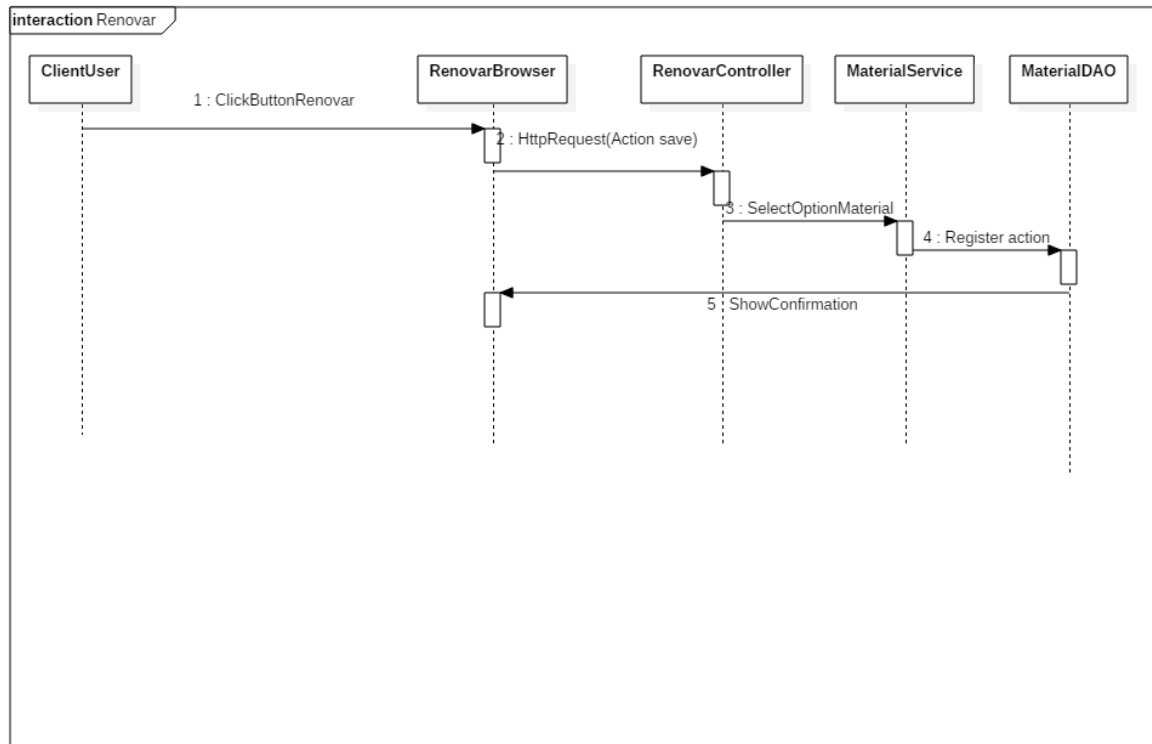 interaction Renovar
ClientUser
RenovarBrowser
RenovarController
MaterialService
MaterialDAO
1 : ClickButtonRenovar
2 : HttpRequest(Action save)
3 : SelectOptionMaterial
4 : Register action
5 : ShowConfirmation